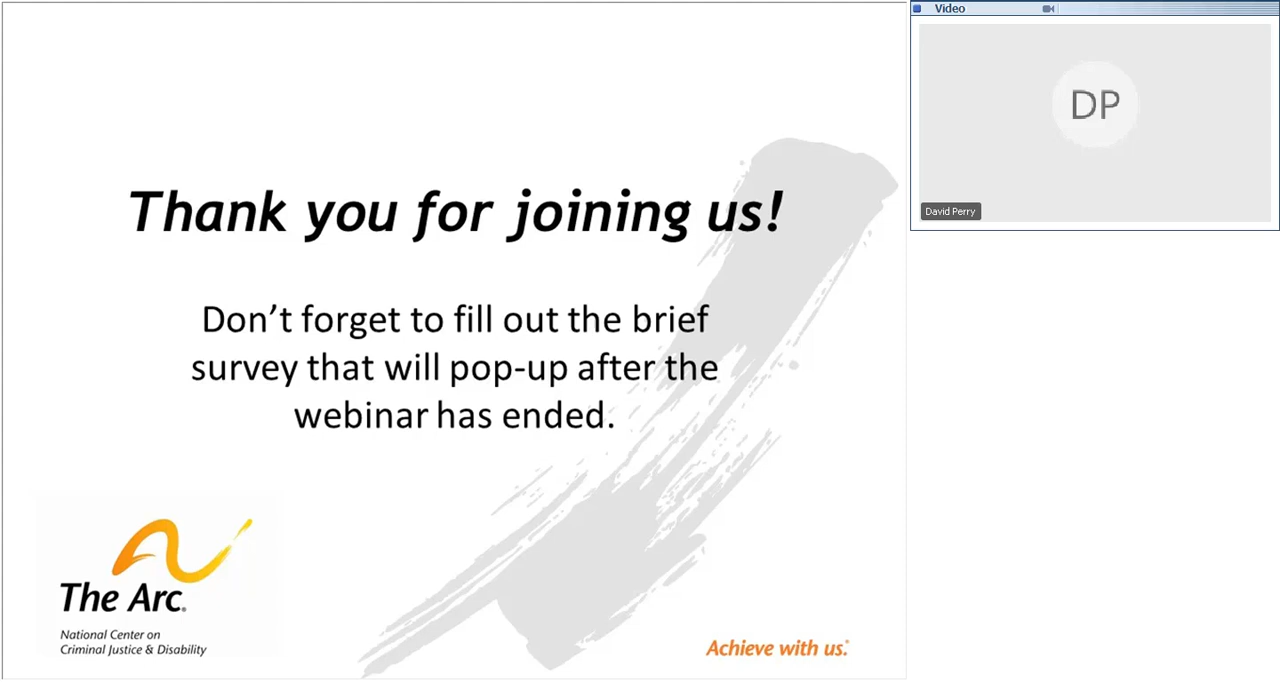 Video
DP
David Perry
Thank you for joining us!
Don't forget to fill out the brief
survey that will pop-up after the
webinar has ended.
The Arc®
National Center on
Criminal Justice & Disability
Achieve with us.®